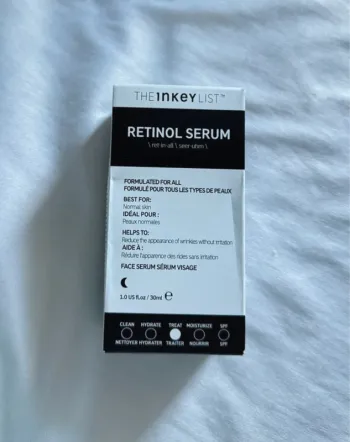 THE INKEY LIST™
RETINOL SERUM
\ ret-in-all \ seer-uhm \
FORMULATED FOR ALL
FORMULÉ POUR TOUS LES TYPES DE PEAUX
BEST FOR:
Normal skin
IDÉAL POUR :
Peaux normales
HELPS TO:
Reduce the appearance of wrinkles without irritation
AIDE À :
Réduire l'apparence des rides sans irritation
FACE SERUM SÉRUM VISAGE
1.0 US fl.oz / 30ml ℮
CLEAN HYDRATE TREAT MOISTURIZE SPF
NETTOYER HYDRATER TRAITER NOURRIR SPF